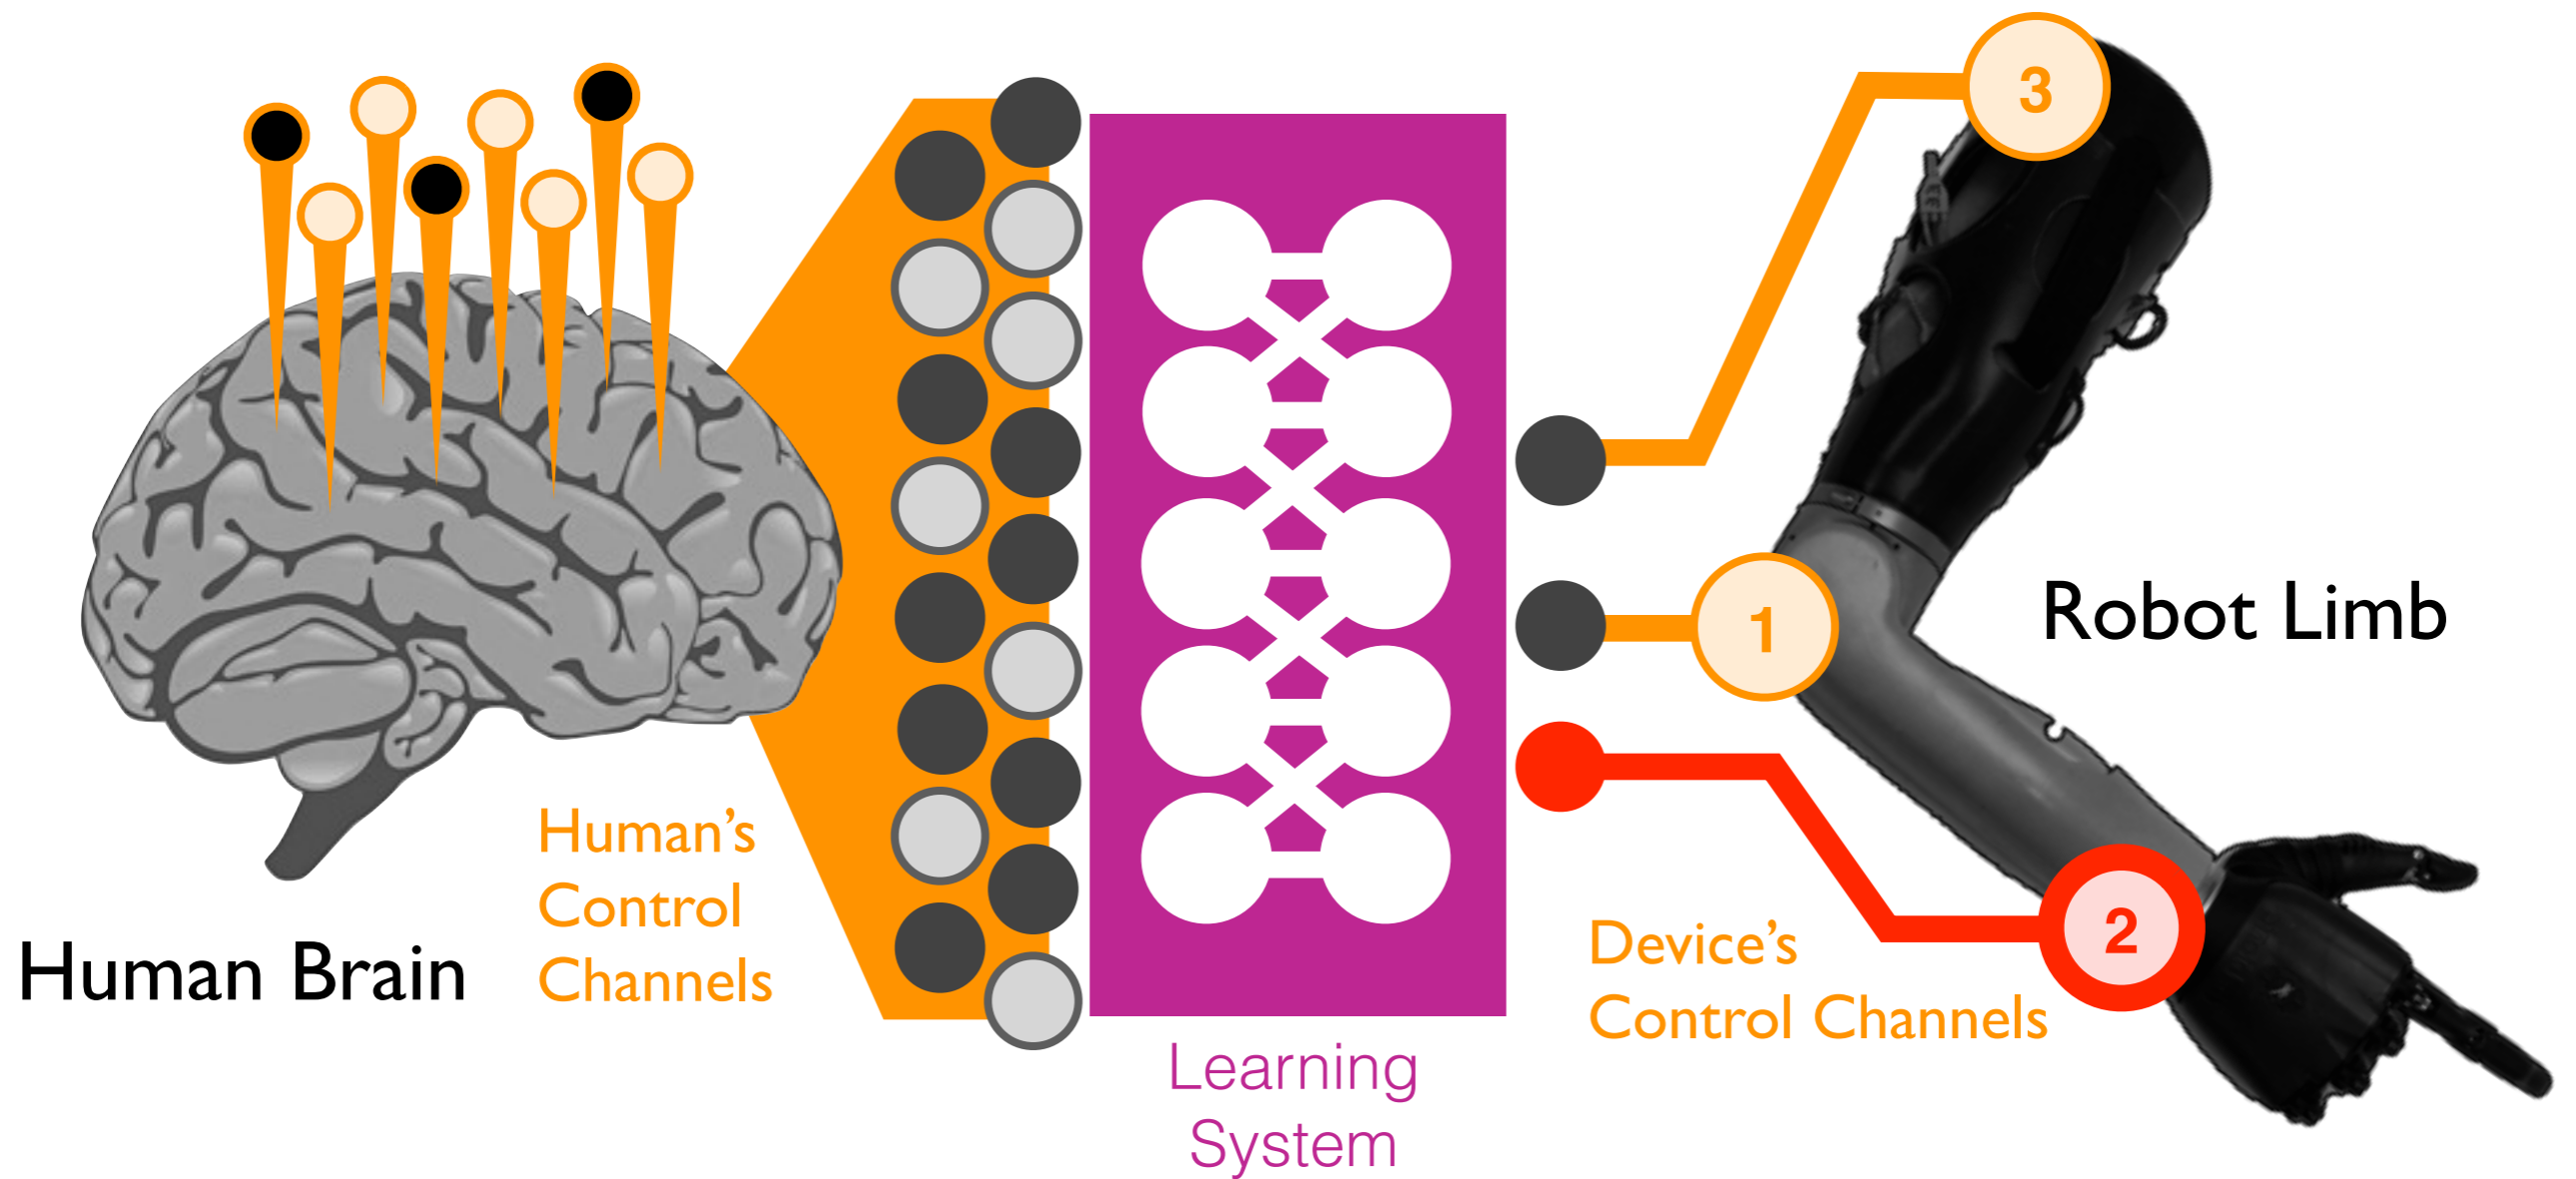 3
1
Robot Limb
2
Human's
Control
Channels
Human Brain
Device's
Control Channels
Learning
System